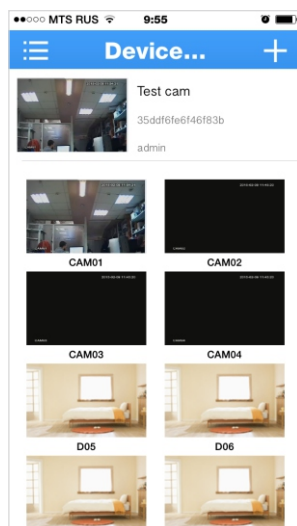 MTS RUS 9:55
Device...
Test cam
35ddf6fe6f46f83b
admin
CAM01 CAM02
CAM03 CAM04
D05 D06